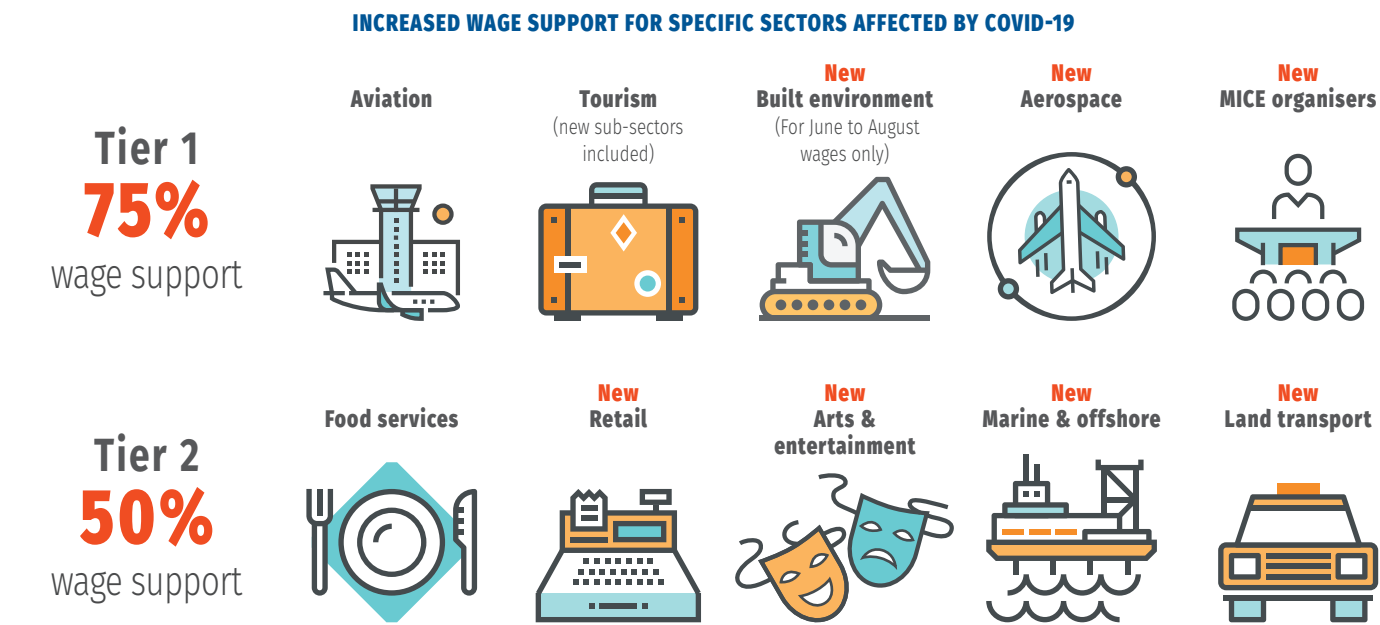 INCREASED WAGE SUPPORT FOR SPECIFIC SECTORS AFFECTED BY COVID-19
Tier 1
75%
wage support
Aviation
Tourism
(new sub-sectors
included)
New
Built environment
(For June to August
wages only)
New
Aerospace
New
MICE organisers
Tier 2
50%
wage support
Food services
New
Retail
New
Arts &
entertainment
New
Marine & offshore
New
Land transport